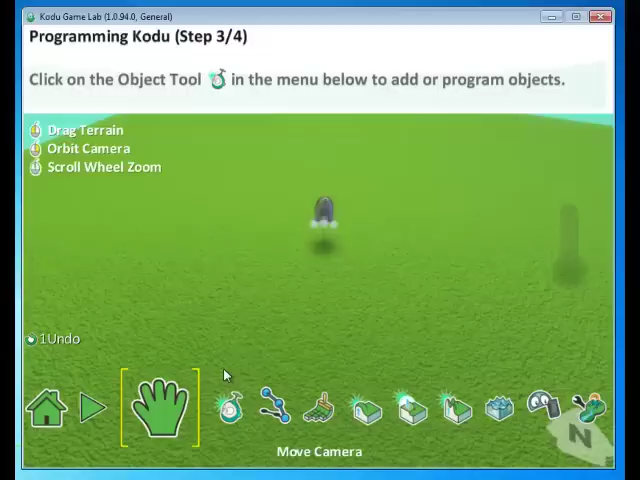 Kodu Game Lab (1.0.94.0, General)
Programming Kodu (Step 3/4)
Click on the Object Tool in the menu below to add or program objects.
Drag Terrain
Orbit Camera
Scroll Wheel Zoom
1Undo
N
Move Camera